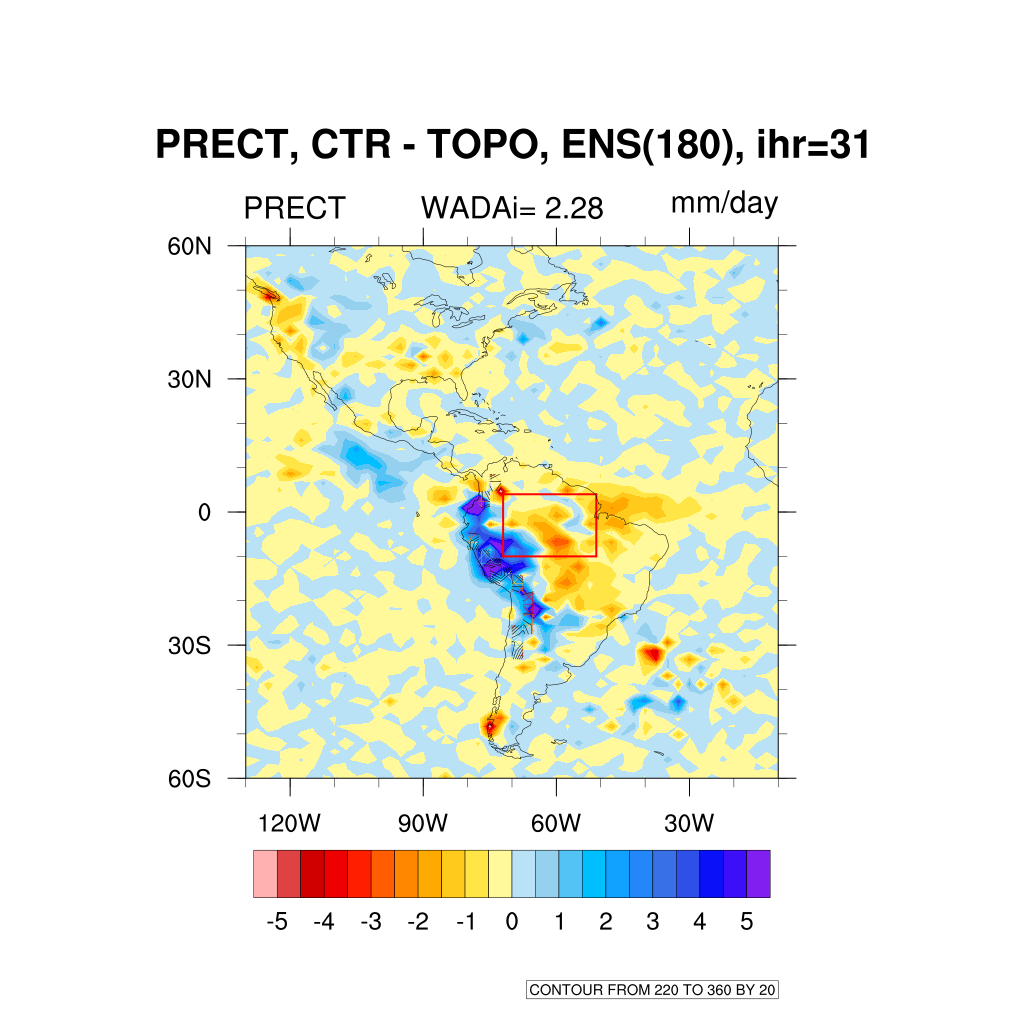 PRECT, CTR - TOPO, ENS(180), ihr=31
PRECT WADAi= 2.28 mm/day
60N
30N
0
30S
60S
120W 90W 60W 30W
-5 -4 -3 -2 -1 0 1 2 3 4 5
CONTOUR FROM 220 TO 360 BY 20